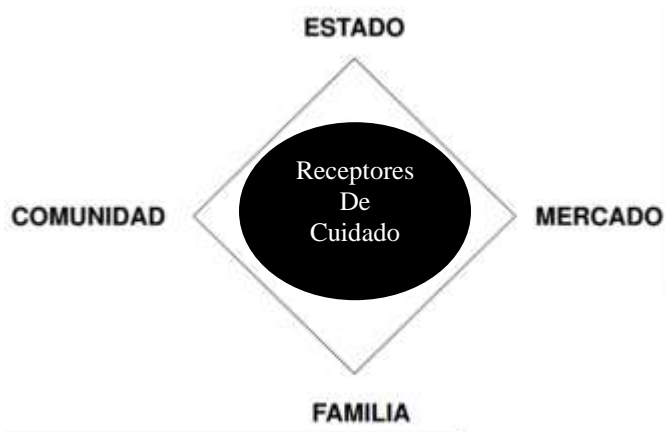 ESTADO
Receptores
De
Cuidado
COMUNIDAD
MERCADO
FAMILIA